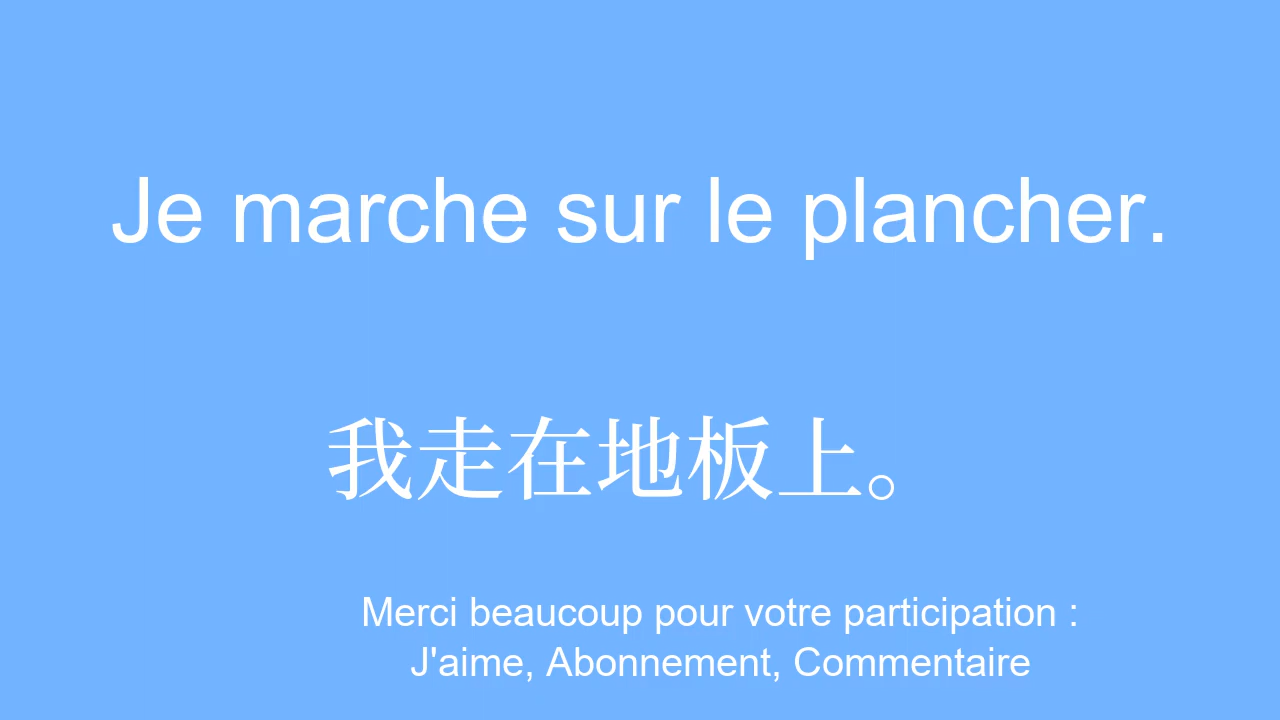 Je marche sur le plancher.
我走在地板上。
Merci beaucoup pour votre participation :
J'aime, Abonnement, Commentaire